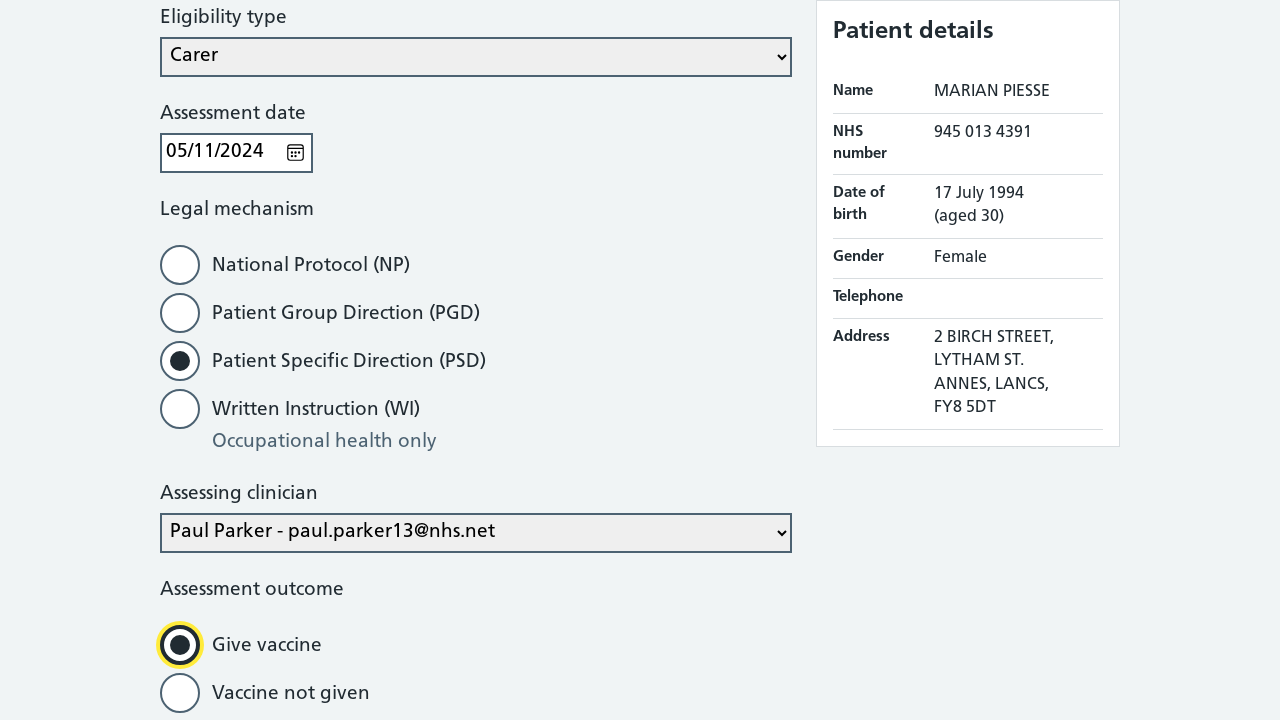 Eligibility type
Carer
Assessment date
05/11/2024
Legal mechanism
National Protocol (NP)
Patient Group Direction (PGD)
Patient Specific Direction (PSD)
Written Instruction (WI)
Occupational health only
Assessing clinician
Paul Parker - paul.parker13@nhs.net
Assessment outcome
Give vaccine
Vaccine not given
Patient details
Name MARIAN PIESSE
NHS number 945 013 4391
Date of birth 17 July 1994
(aged 30)
Gender Female
Telephone
Address 2 BIRCH STREET,
LYTHAM ST.
ANNES, LANCS,
FY8 5DT